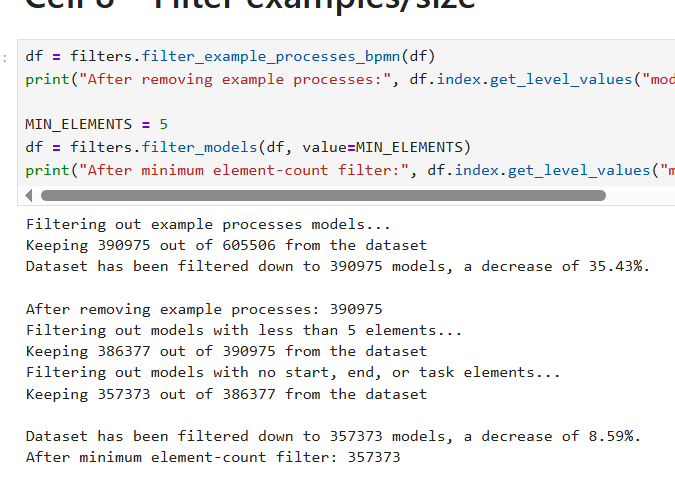 Cell 6 – Filter examples/size
: df = filters.filter_example_processes_bpmn(df)
print("After removing example processes:", df.index.get_level_values("mod
MIN_ELEMENTS = 5
df = filters.filter_models(df, value=MIN_ELEMENTS)
print("After minimum element-count filter:", df.index.get_level_values("m
Filtering out example processes models...
Keeping 390975 out of 605506 from the dataset
Dataset has been filtered down to 390975 models, a decrease of 35.43%.
After removing example processes: 390975
Filtering out models with less than 5 elements...
Keeping 386377 out of 390975 from the dataset
Filtering out models with no start, end, or task elements...
Keeping 357373 out of 386377 from the dataset
Dataset has been filtered down to 357373 models, a decrease of 8.59%.
After minimum element-count filter: 357373